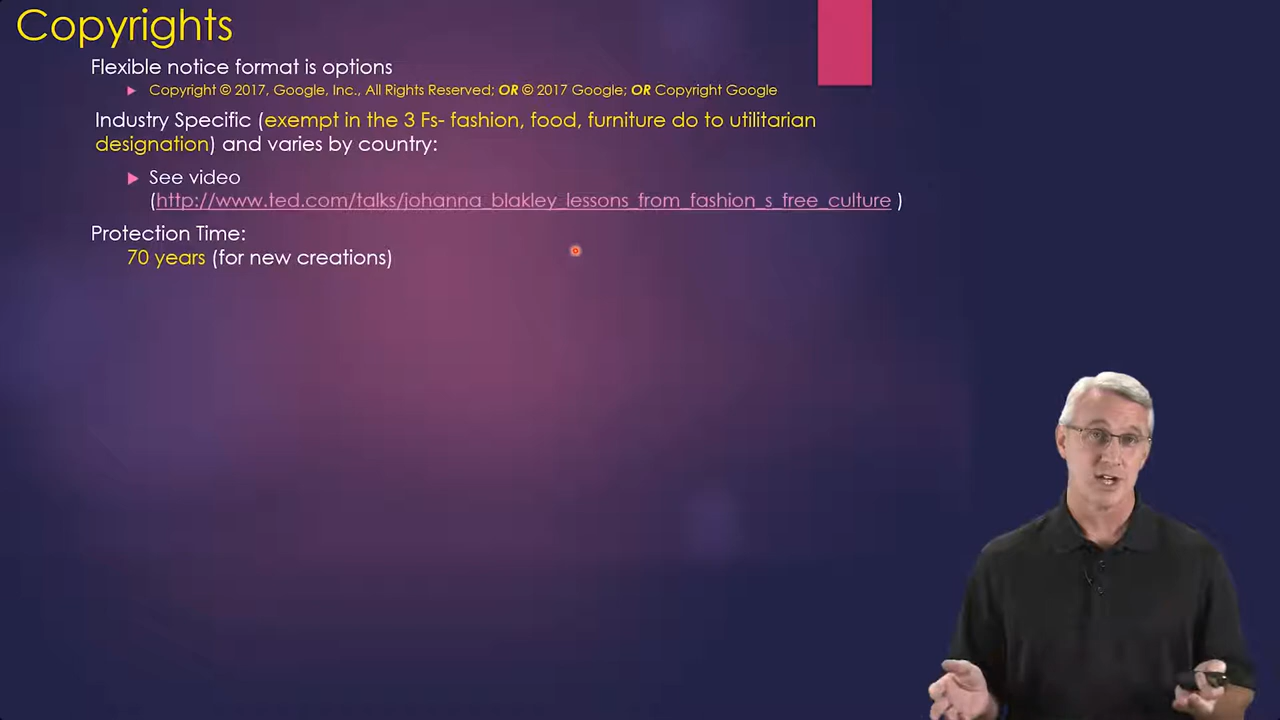 Copyrights
Flexible notice format is options
Copyright © 2017, Google, Inc., All Rights Reserved; OR © 2017 Google; OR Copyright Google
Industry Specific (exempt in the 3 Fs- fashion, food, furniture do to utilitarian
designation) and varies by country:
See video
(http://www.ted.com/talks/johanna_blakley_lessons_from_fashion_s_free_culture )
Protection Time:
70 years (for new creations)